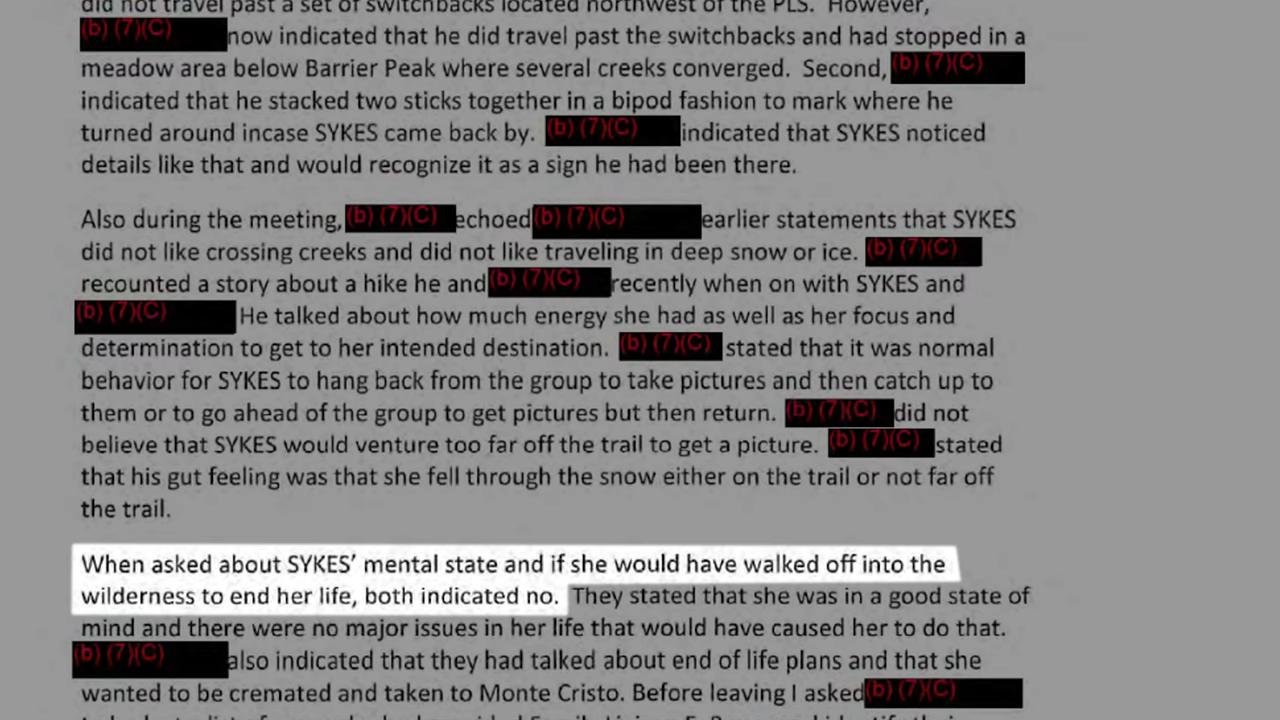 did not travel past a set of switchbacks located northwest of the PLS. However,
(b) (7)(C) now indicated that he did travel past the switchbacks and had stopped in a
meadow area below Barrier Peak where several creeks converged. Second, (b) (7)(C)
indicated that he stacked two sticks together in a bipod fashion to mark where he
turned around incase SYKES came back by. (b) (7)(C) indicated that SYKES noticed
details like that and would recognize it as a sign he had been there.
Also during the meeting, (b) (7)(C) echoed (b) (7)(C) earlier statements that SYKES
did not like crossing creeks and did not like traveling in deep snow or ice. (b) (7)(C)
recounted a story about a hike he and (b) (7)(C) recently when on with SYKES and
(b) (7)(C) He talked about how much energy she had as well as her focus and
determination to get to her intended destination. (b) (7)(C) stated that it was normal
behavior for SYKES to hang back from the group to take pictures and then catch up to
them or to go ahead of the group to get pictures but then return. (b) (7)(C) did not
believe that SYKES would venture too far off the trail to get a picture. (b) (7)(C) stated
that his gut feeling was that she fell through the snow either on the trail or not far off
the trail.
When asked about SYKES' mental state and if she would have walked off into the
wilderness to end her life, both indicated no. They stated that she was in a good state of
mind and there were no major issues in her life that would have caused her to do that.
(b) (7)(C) also indicated that they had talked about end of life plans and that she
wanted to be cremated and taken to Monte Cristo. Before leaving I asked (b) (7)(C)